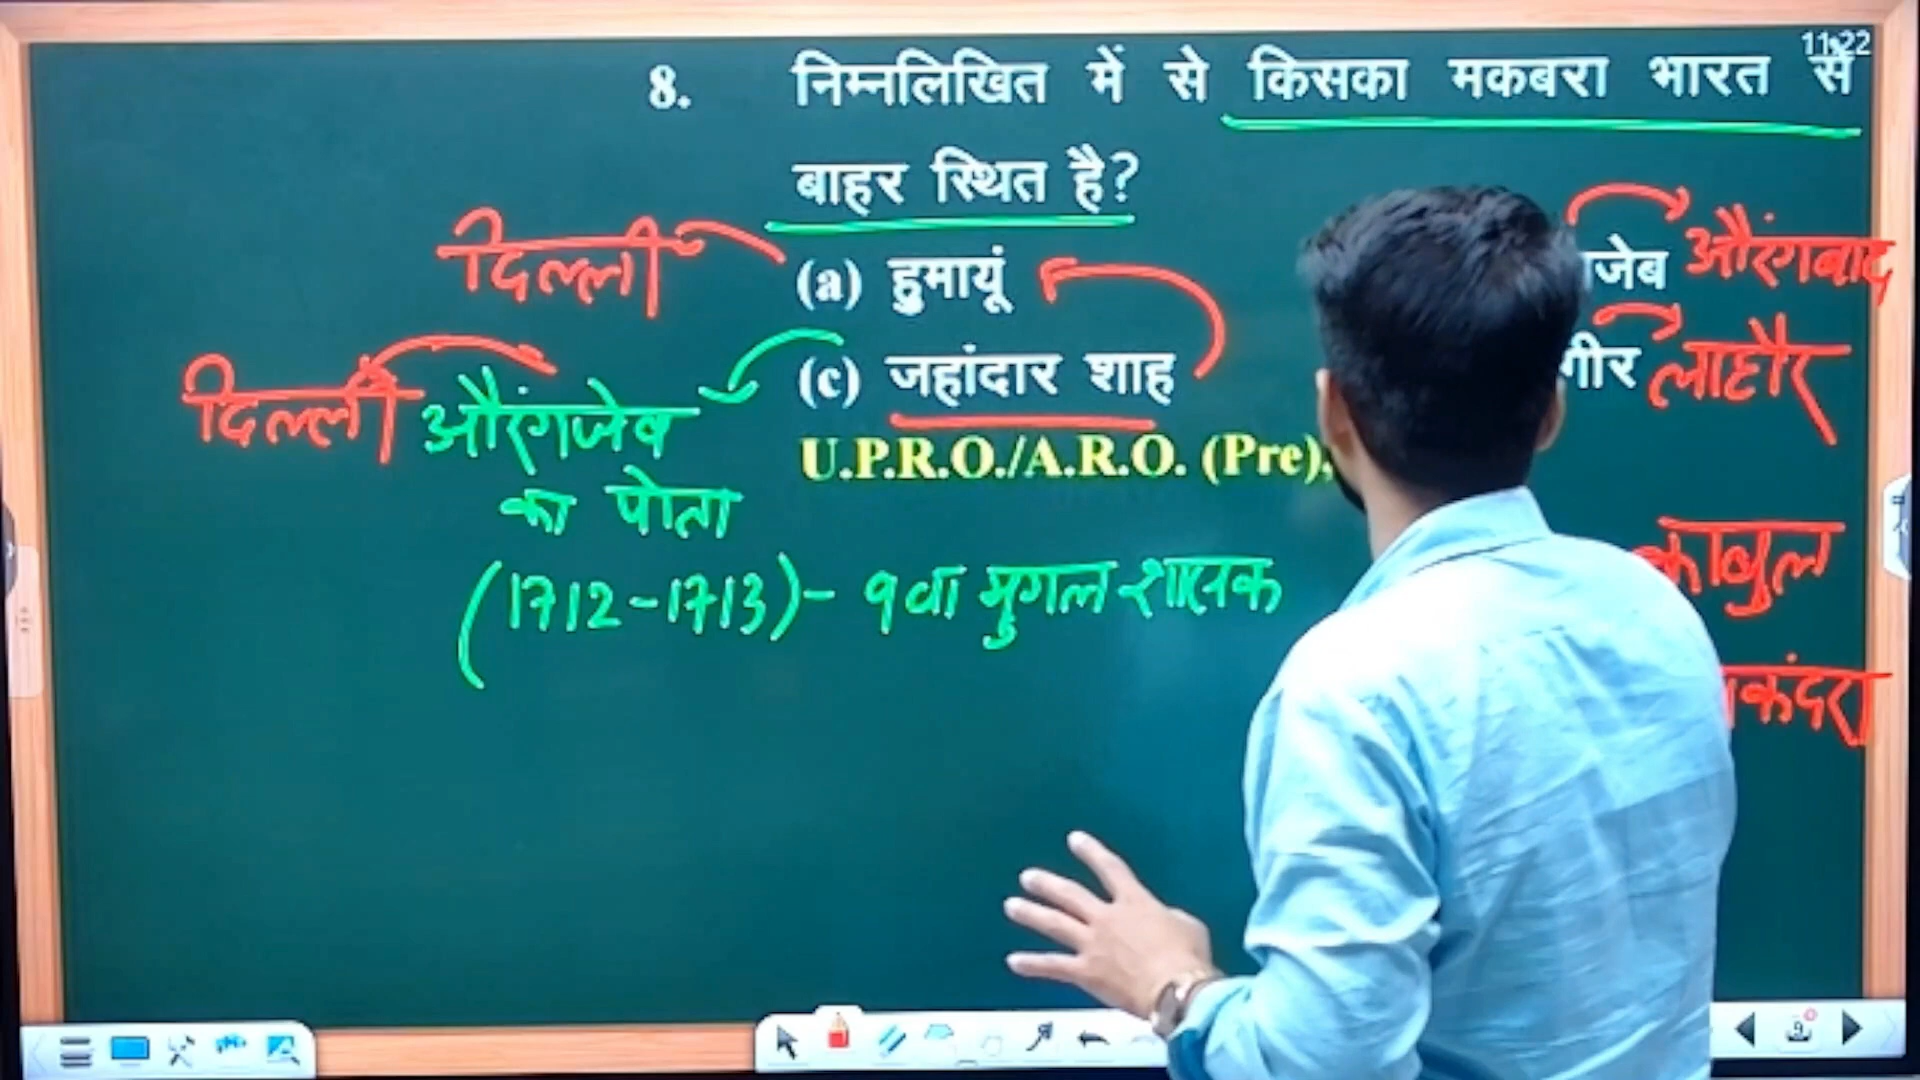 11:22
8. निम्नलिखित में से किसका मकबरा भारत से
बाहर स्थित है?
दिल्ली (a) हुमायूं जेब औरंगबाद
(c) जहांदार शाह गीर लाहौर
दिल्ली औरंगजेब
का पोता
U.P.R.O./A.R.O. (Pre),
(1712-1713)- 9वा मुगल शासक
काबुल
कंदरा